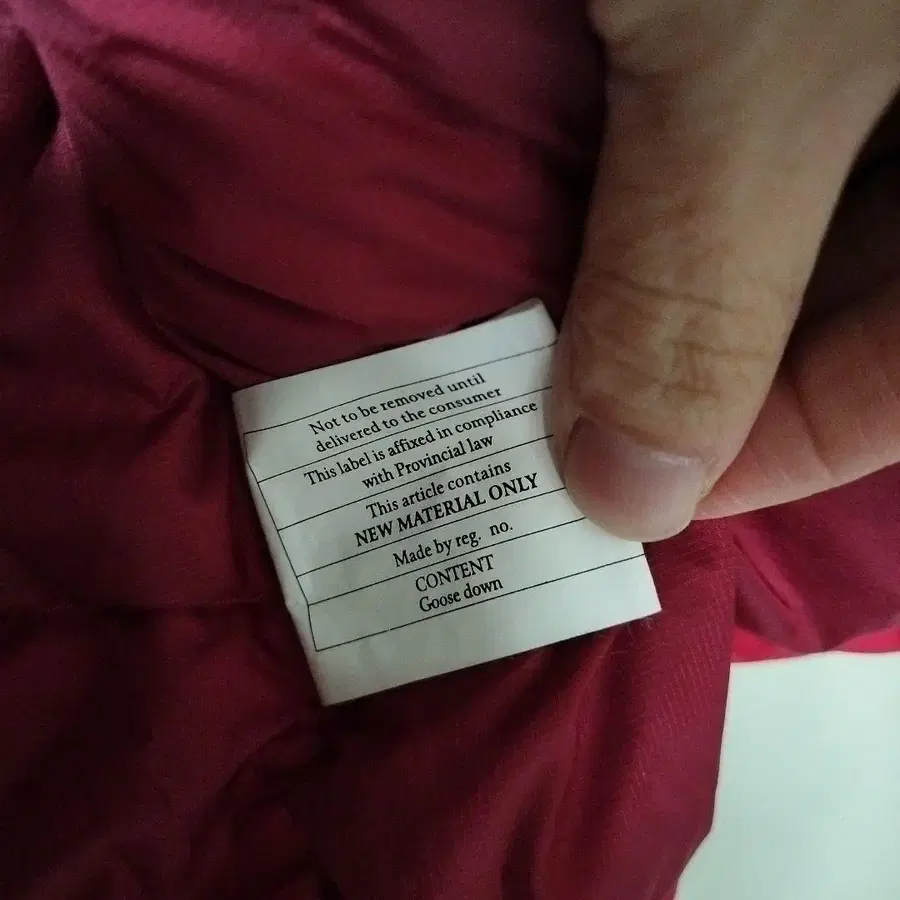 Not to be removed until
delivered to the consumer
This label is affixed in compliance
with Provincial law
This article contains
NEW MATERIAL ONLY
Made by reg. no.
CONTENT
Goose down